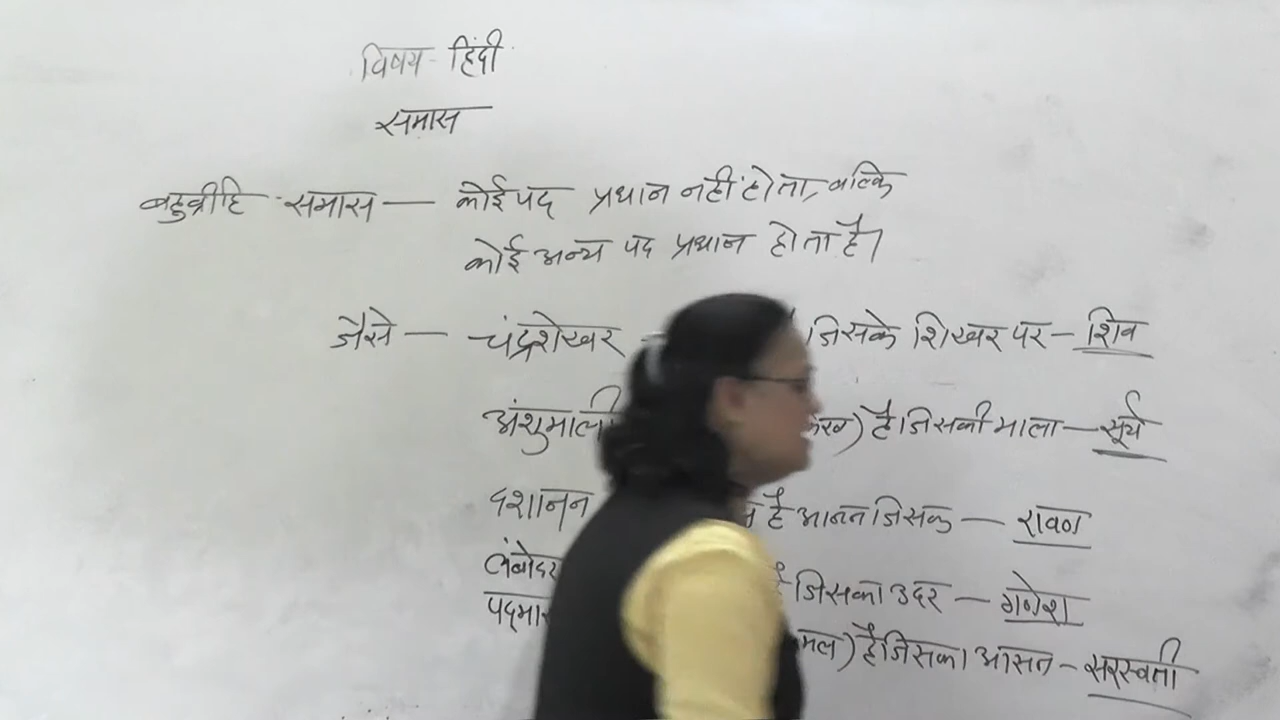 विषय - हिंदी
समास
बहुव्रीहि - समास — कोई पद प्रधान नहीं होता, बल्कि
कोई अन्य पद प्रधान होता है।
जैसे — चंद्रशेखर - जिसके शिखर पर — शिव
अंशुमाली है जिसकी माला — सूर्य
दशानन है आनन जिसके — रावण
लंबोदर है जिसका उदर — गणेश
है जिसका आसन - सरस्वती